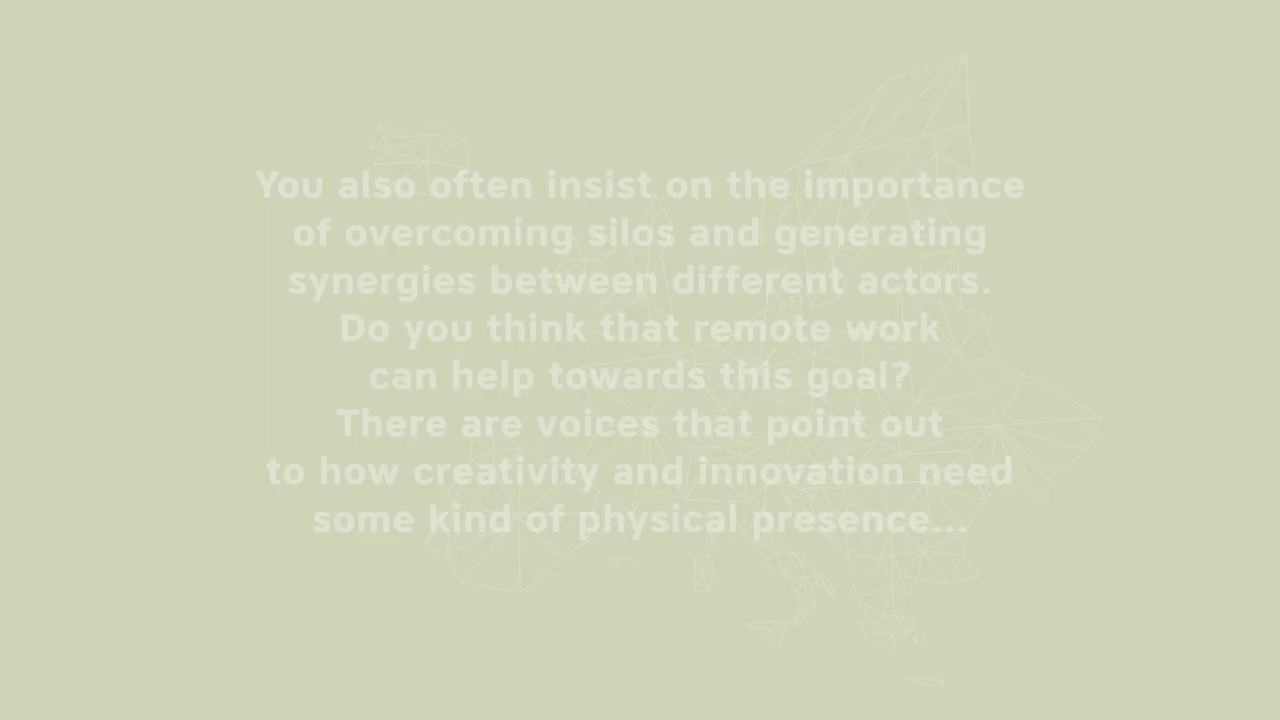 You also often insist on the importance
of overcoming silos and generating
synergies between different actors.
Do you think that remote work
can help towards this goal?
There are voices that point out
to how creativity and innovation need
some kind of physical presence...